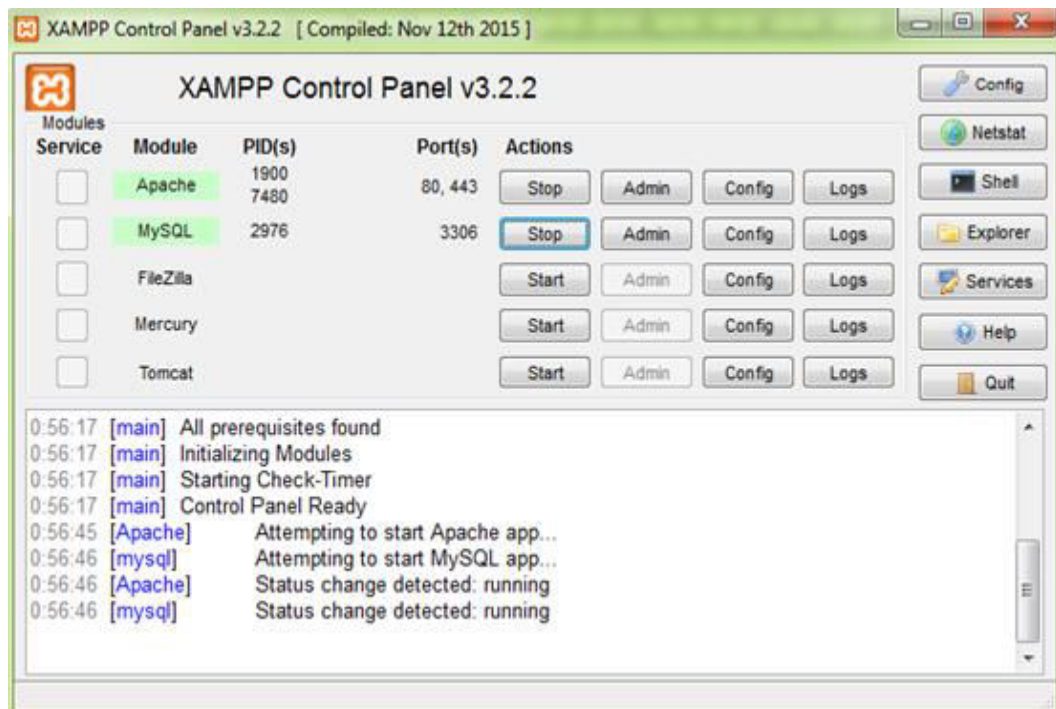 XAMPP Control Panel v3.2.2 [ Compiled: Nov 12th 2015 ]
XAMPP Control Panel v3.2.2
Config
Modules
Service Module PID(s) Port(s) Actions
Netstat
Apache 1900 7480 80, 443 Stop Admin Config Logs
Shell
MySQL 2976 3306 Stop Admin Config Logs
Explorer
FileZilla Start Admin Config Logs
Services
Mercury Start Admin Config Logs
Help
Tomcat Start Admin Config Logs
Quit
0:56:17 [main] All prerequisites found
0:56:17 [main] Initializing Modules
0:56:17 [main] Starting Check-Timer
0:56:17 [main] Control Panel Ready
0:56:45 [Apache] Attempting to start Apache app...
0:56:46 [mysql] Attempting to start MySQL app...
0:56:46 [Apache] Status change detected: running
0:56:46 [mysql] Status change detected: running